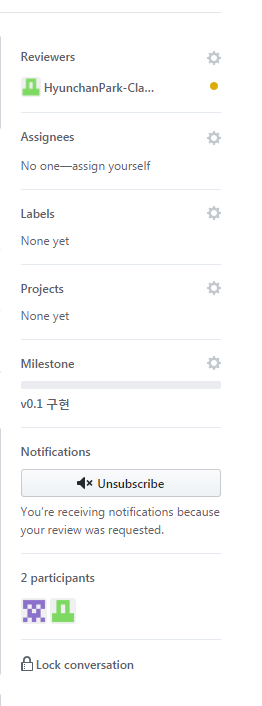 Reviewers
HyunchanPark-Cla...
Assignees
No one—assign yourself
Labels
None yet
Projects
None yet
Milestone
v0.1 구현
Notifications
Unsubscribe
You're receiving notifications because
your review was requested.
2 participants
Lock conversation